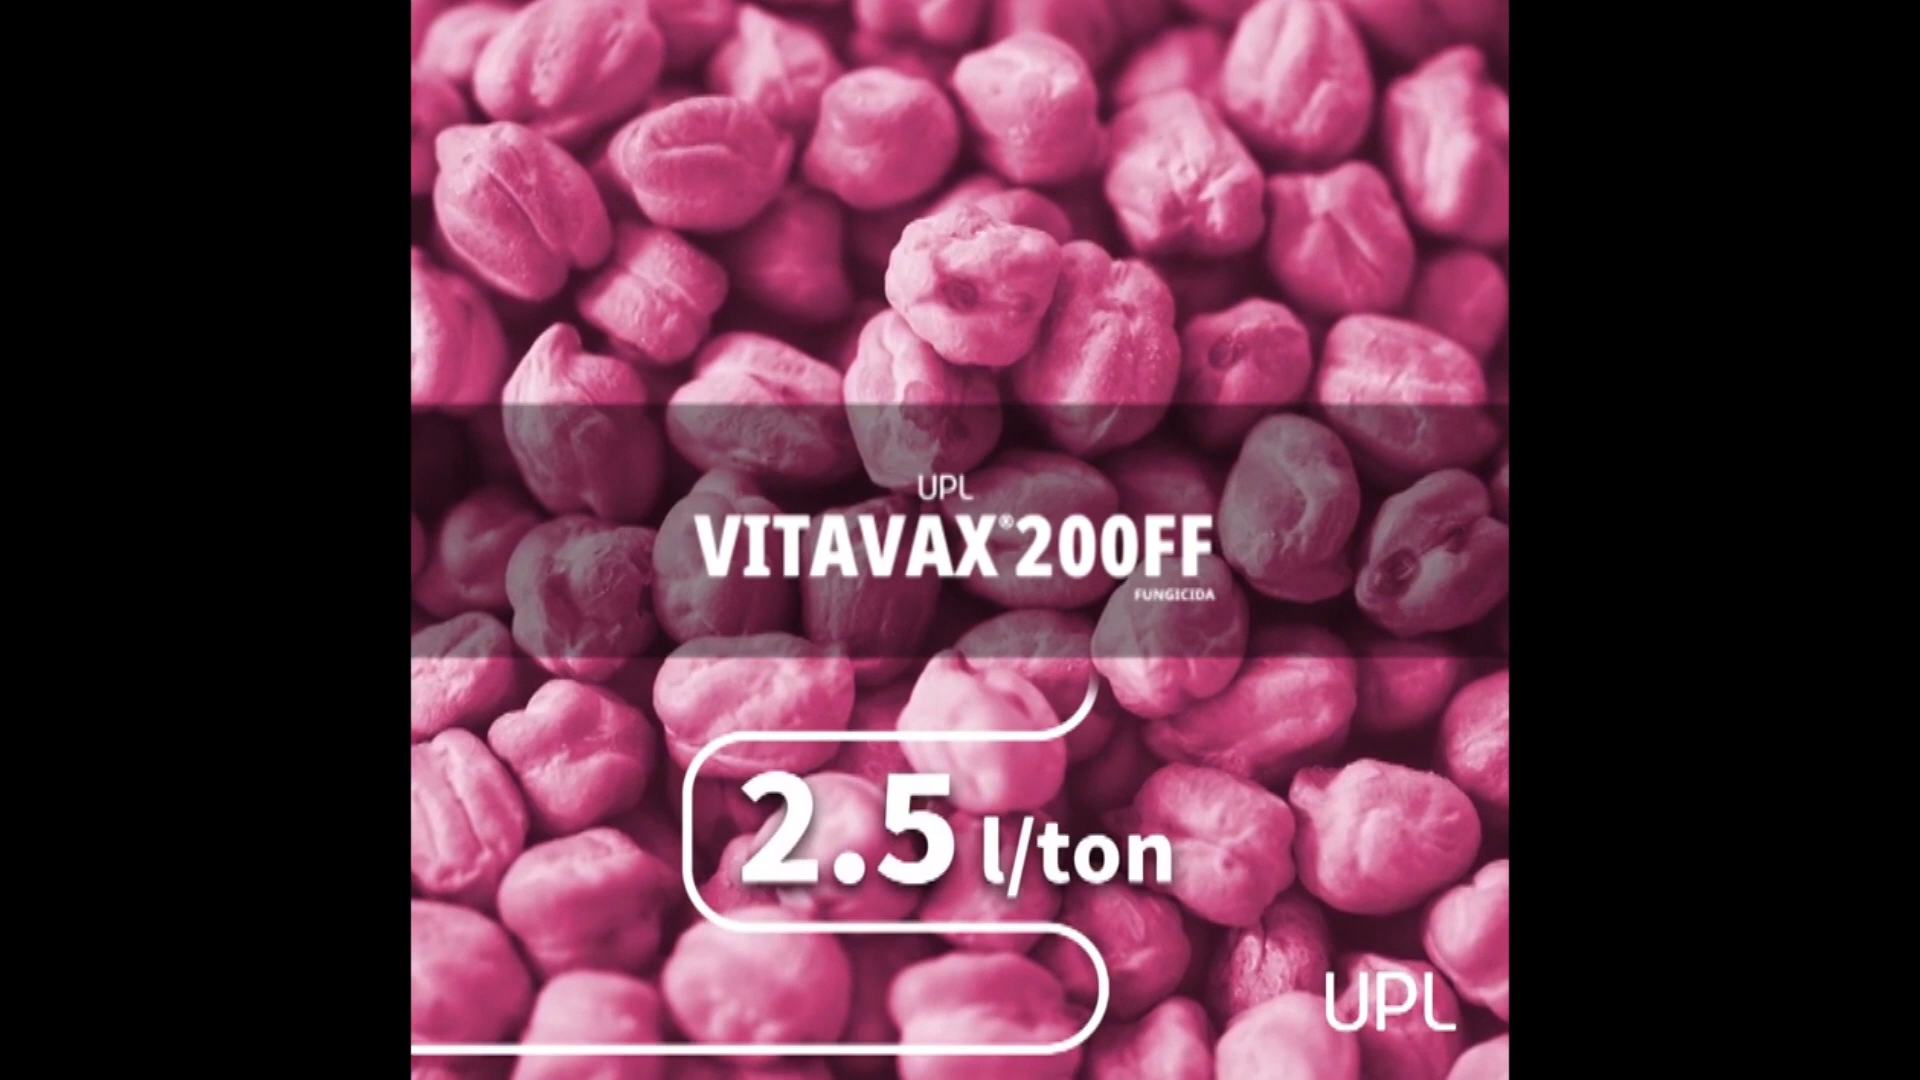 UPL
VITAVAX® 200FF
FUNGICIDA
2.5 l/ton
UPL